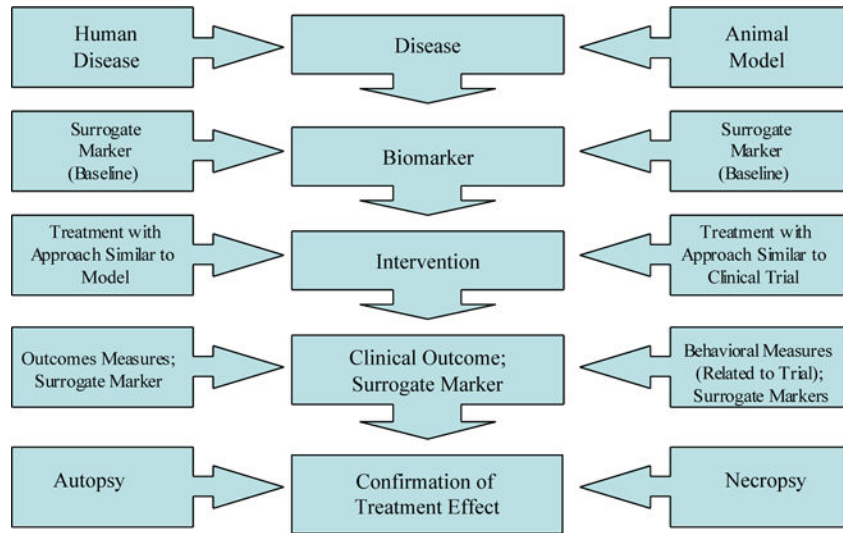 Human
Disease
Disease
Animal
Model
Surrogate
Marker
(Baseline)
Biomarker
Surrogate
Marker
(Baseline)
Treatment with
Approach Similar to
Model
Intervention
Treatment with
Approach Similar to
Clinical Trial
Outcomes Measures;
Surrogate Marker
Clinical Outcome;
Surrogate Marker
Behavioral Measures
(Related to Trial);
Surrogate Markers
Autopsy
Confirmation of
Treatment Effect
Necropsy